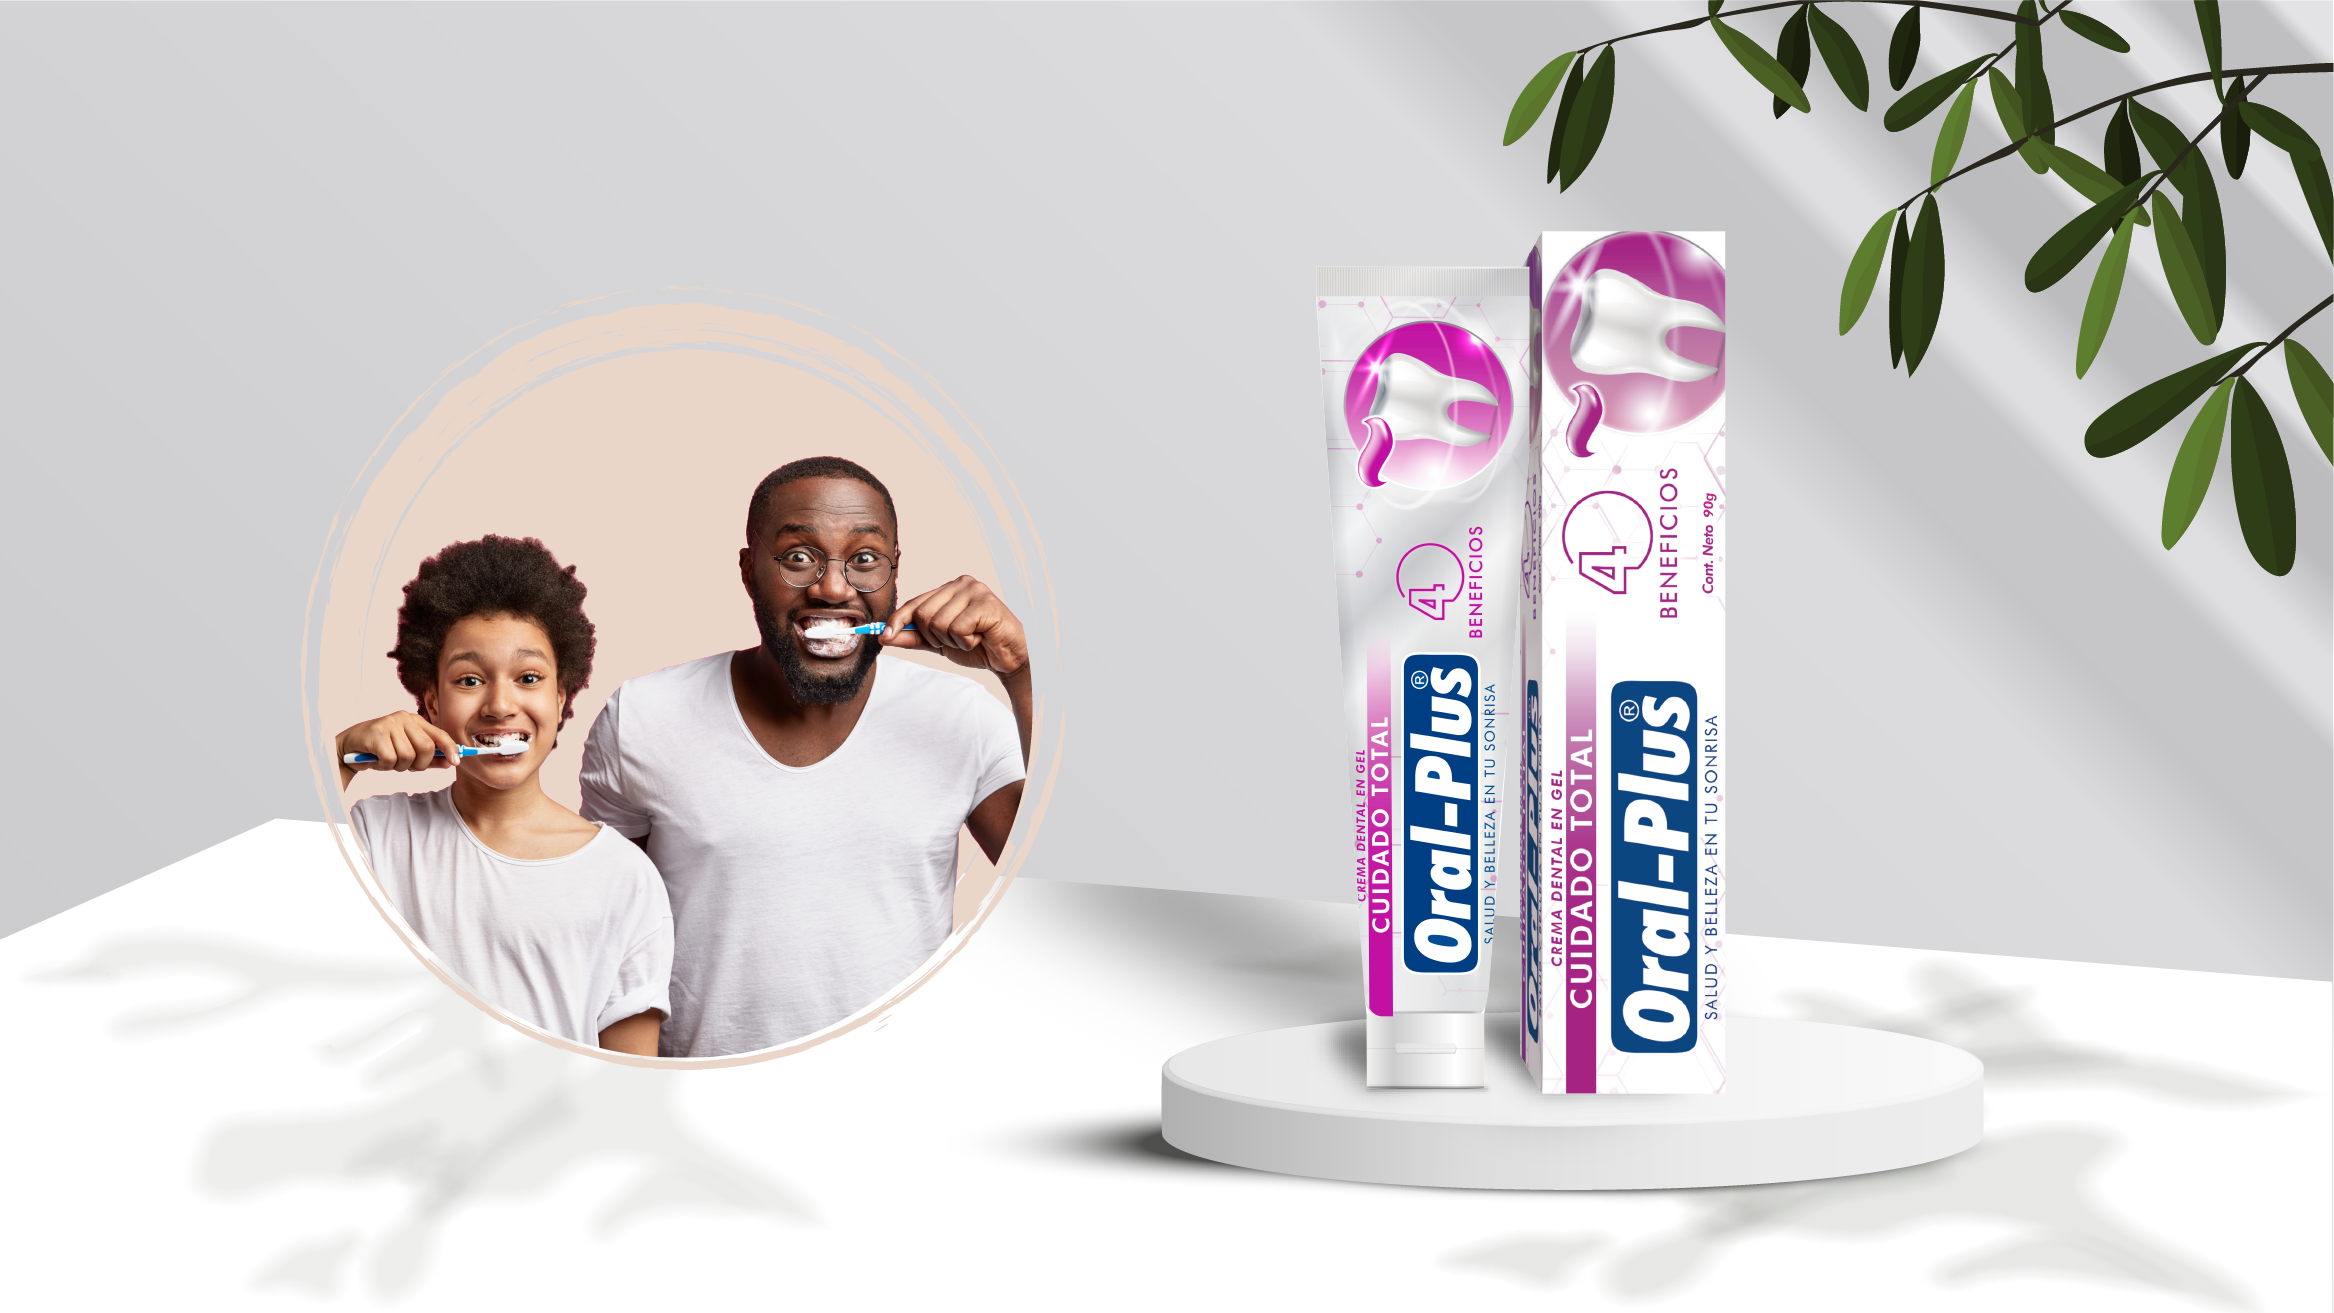 CREMA DENTAL EN GEL
CUIDADO TOTAL
Oral-Plus®
SALUD Y BELLEZA EN TU SONRISA
4
BENEFICIOS
CREMA DENTAL EN GEL
CUIDADO TOTAL
Oral-Plus®
SALUD Y BELLEZA EN TU SONRISA
4
BENEFICIOS
Cont. Neto 90g